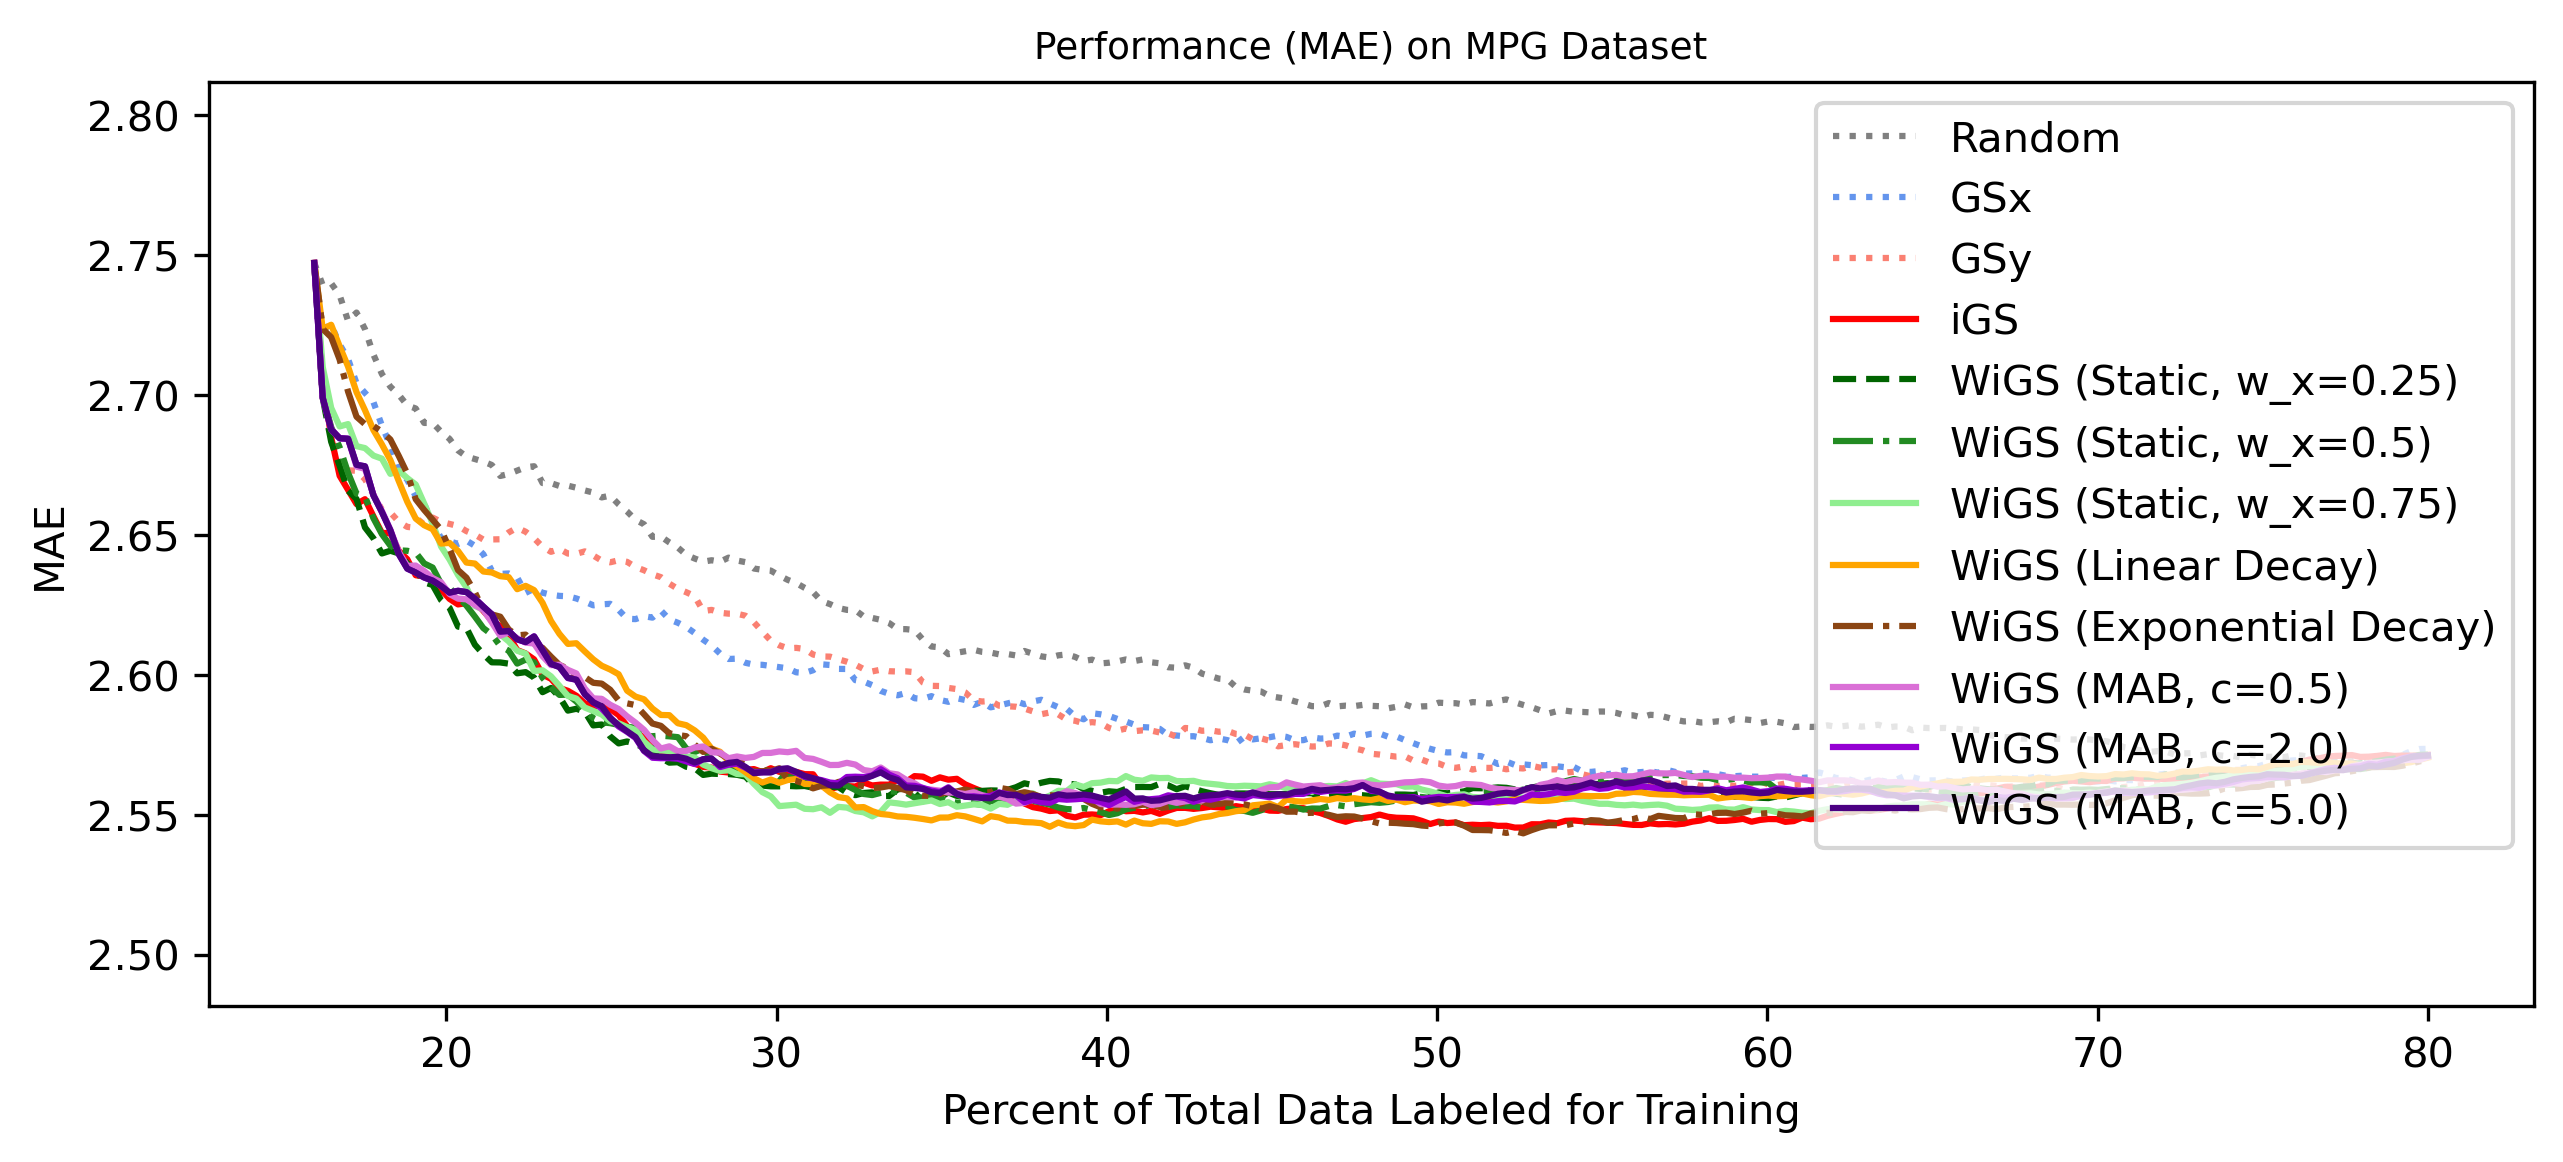 Performance (MAE) on MPG Dataset
2.80
2.75
2.70
2.65
2.60
2.55
2.50
MAE
Random
GSx
GSy
iGS
WiGS (Static, w_x=0.25)
WiGS (Static, w_x=0.5)
WiGS (Static, w_x=0.75)
WiGS (Linear Decay)
WiGS (Exponential Decay)
WiGS (MAB, c=0.5)
WiGS (MAB, c=2.0)
WiGS (MAB, c=5.0)
20 30 40 50 60 70 80
Percent of Total Data Labeled for Training